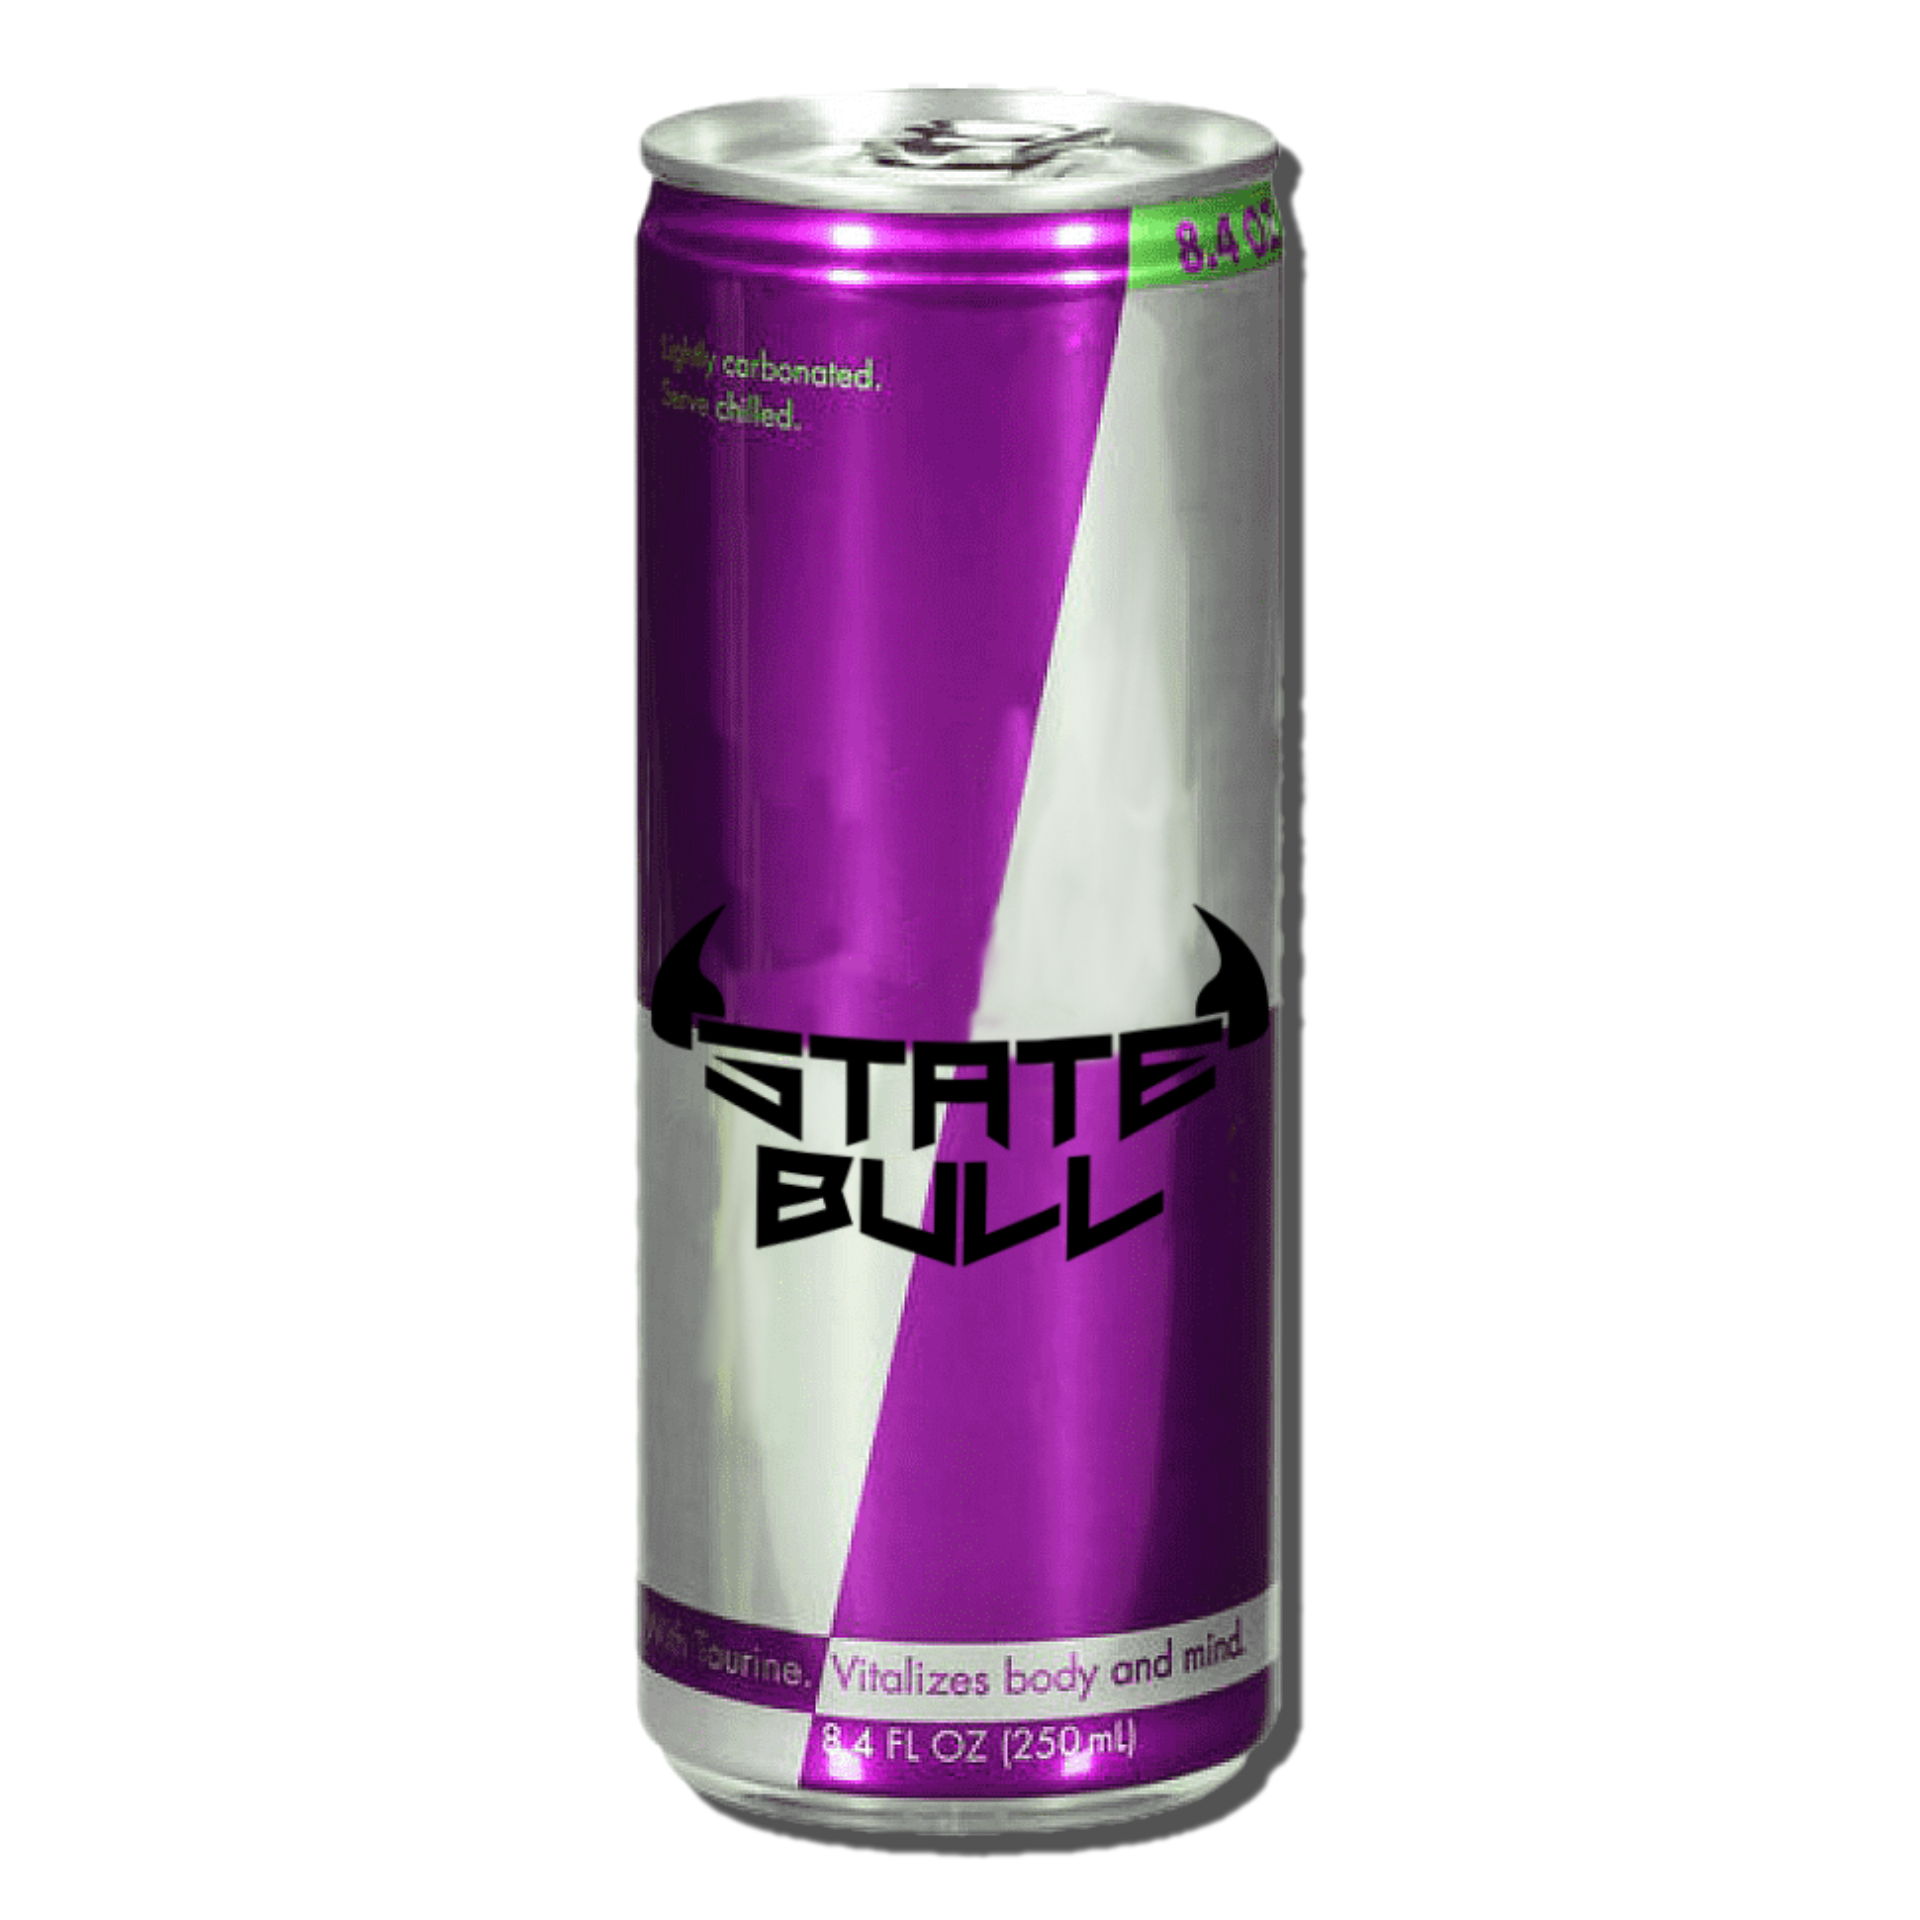 8.4 OZ
Lightly carbonated.
Serve chilled.
STATE
BULL
With Taurine. Vitalizes body and mind.
8.4 FL OZ (250 mL)